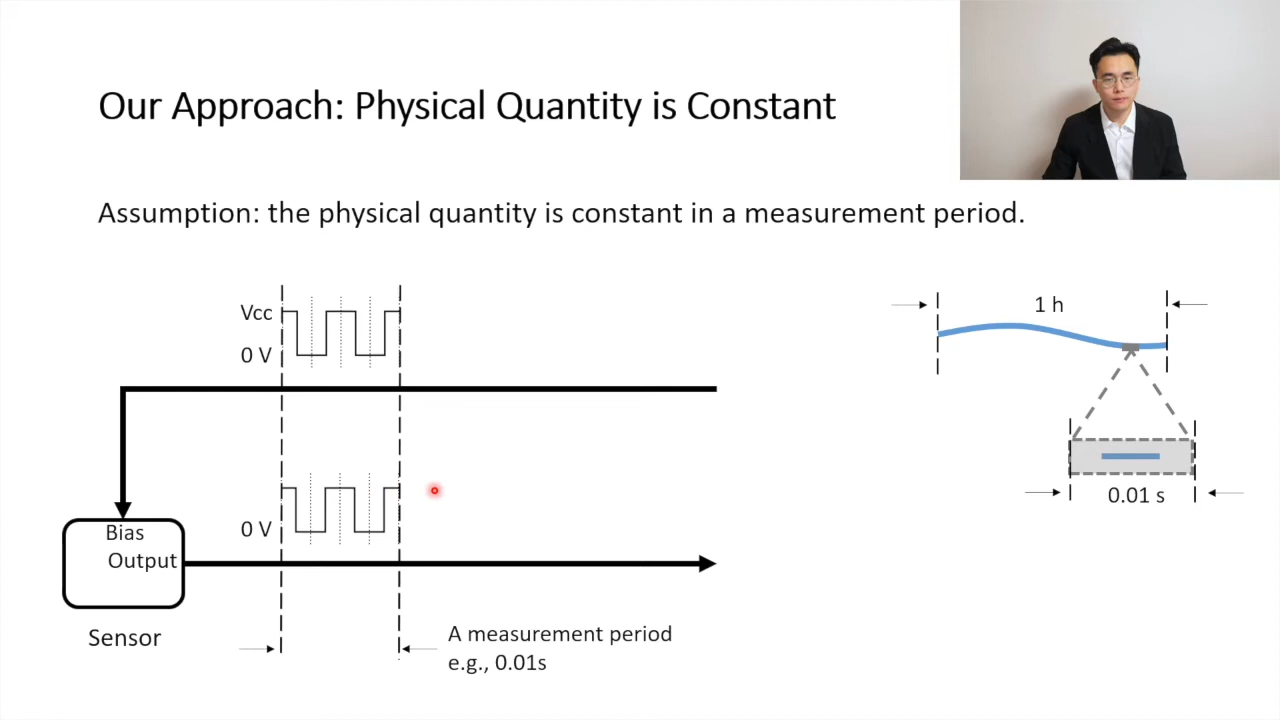 Our Approach: Physical Quantity is Constant
Assumption: the physical quantity is constant in a measurement period.
Vcc
0 V
1 h
0.01 s
0 V
Bias
Output
Sensor
A measurement period
e.g., 0.01s